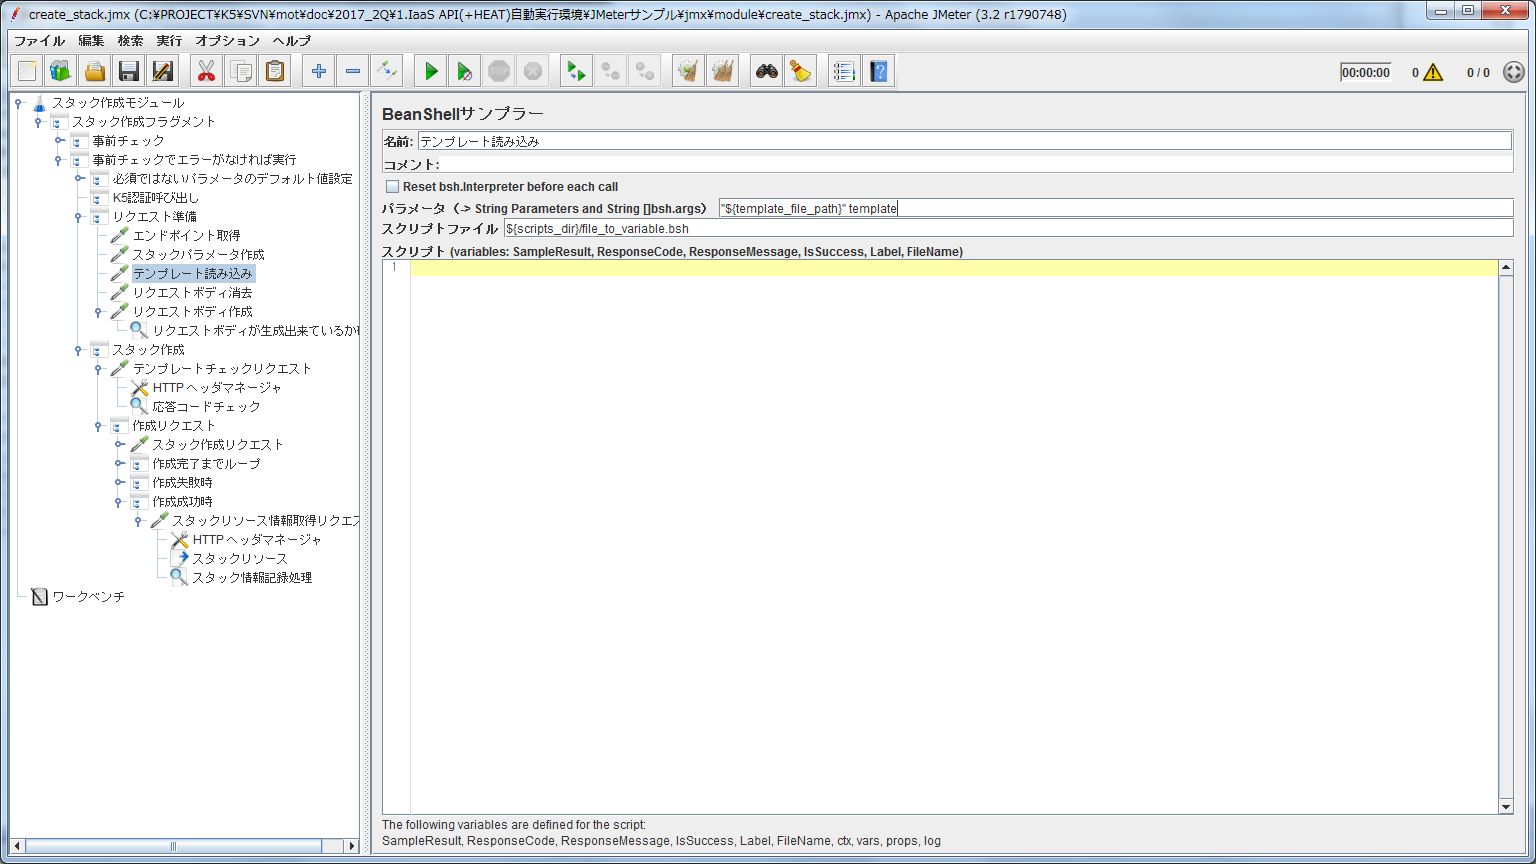 create_stack.jmx (C:¥PROJECT¥K5¥SVN¥mot¥doc¥2017_2Q¥1.IaaS API(+HEAT)自動実行環境¥JMeterサンプル¥jmx¥module¥create_stack.jmx) - Apache JMeter (3.2 r1790748)
ファイル 編集 検索 実行 オプション ヘルプ
STOP 00:00:00 0 0 / 0
スタック作成モジュール
スタック作成フラグメント
事前チェック
事前チェックでエラーがなければ実行
必須ではないパラメータのデフォルト値設定
K5認証呼び出し
リクエスト準備
エンドポイント取得
スタックパラメータ作成
テンプレート読み込み
リクエストボディ消去
リクエストボディ作成
リクエストボディが生成出来ているか
スタック作成
テンプレートチェックリクエスト
HTTP ヘッダマネージャ
応答コードチェック
作成リクエスト
スタック作成リクエスト
作成完了までループ
作成失敗時
作成成功時
スタックリソース情報取得リクエス
HTTP ヘッダマネージャ
スタックリソース
スタック情報記録処理
ワークベンチ
BeanShellサンプラー
名前: テンプレート読み込み
コメント:
Reset bsh.Interpreter before each call
パラメータ（-> String Parameters and String []bsh.args） "${template_file_path}" template
スクリプトファイル ${scripts_dir}/file_to_variable.bsh
スクリプト (variables: SampleResult, ResponseCode, ResponseMessage, IsSuccess, Label, FileName)
1
The following variables are defined for the script:
SampleResult, ResponseCode, ResponseMessage, IsSuccess, Label, FileName, ctx, vars, props, log